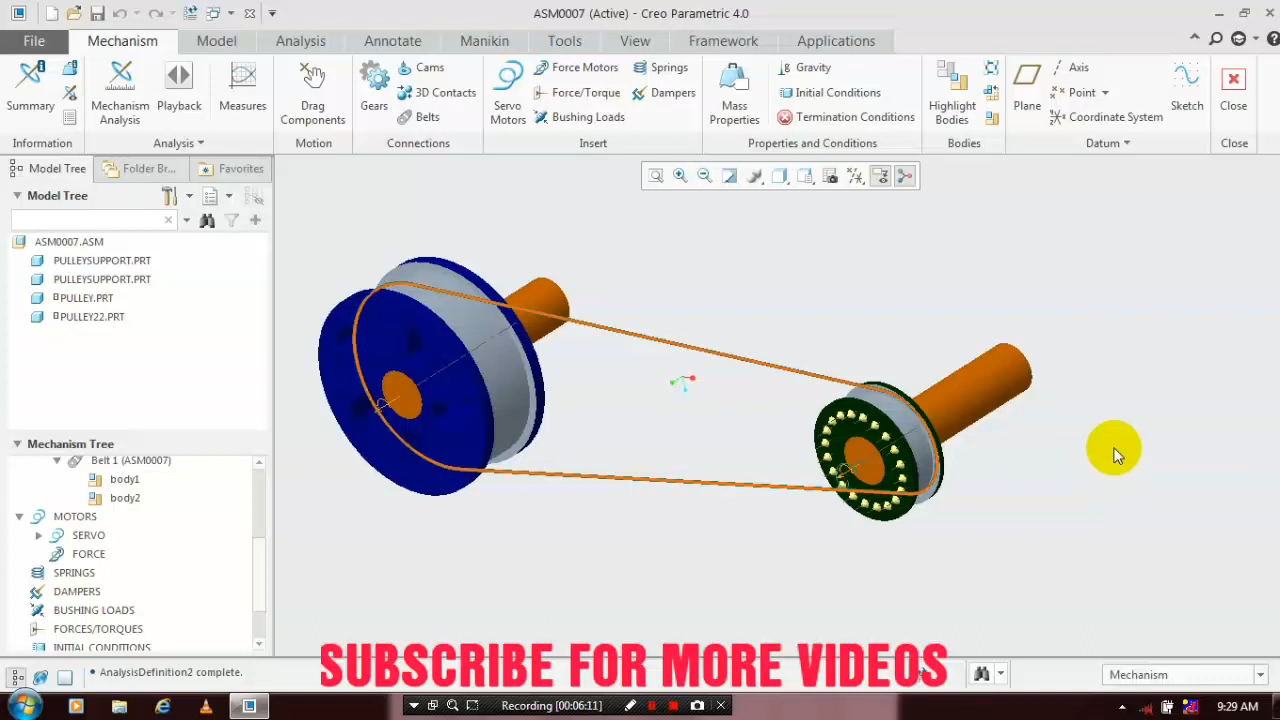 ASM0007 (Active) - Creo Parametric 4.0
File
Mechanism
Model
Analysis
Annotate
Manikin
Tools
View
Framework
Applications
Summary
Mechanism Analysis
Playback
Measures
Drag Components
Gears
Cams
3D Contacts
Belts
Servo Motors
Force Motors
Force/Torque
Bushing Loads
Springs
Dampers
Mass Properties
Gravity
Initial Conditions
Termination Conditions
Highlight Bodies
Plane
Axis
Point
Coordinate System
Sketch
Close
Information
Analysis
Motion
Connections
Insert
Properties and Conditions
Bodies
Datum
Close
Model Tree
Folder Br...
Favorites
Model Tree
ASM0007.ASM
PULLEYSUPPORT.PRT
PULLEYSUPPORT.PRT
PULLEY.PRT
PULLEY22.PRT
Mechanism Tree
Belt 1 (ASM0007)
body1
body2
MOTORS
SERVO
FORCE
SPRINGS
DAMPERS
BUSHING LOADS
FORCES/TORQUES
INITIAL CONDITIONS
SUBSCRIBE FOR MORE VIDEOS
AnalysisDefinition2 complete.
Mechanism
Recording [00:06:11]
9:29 AM